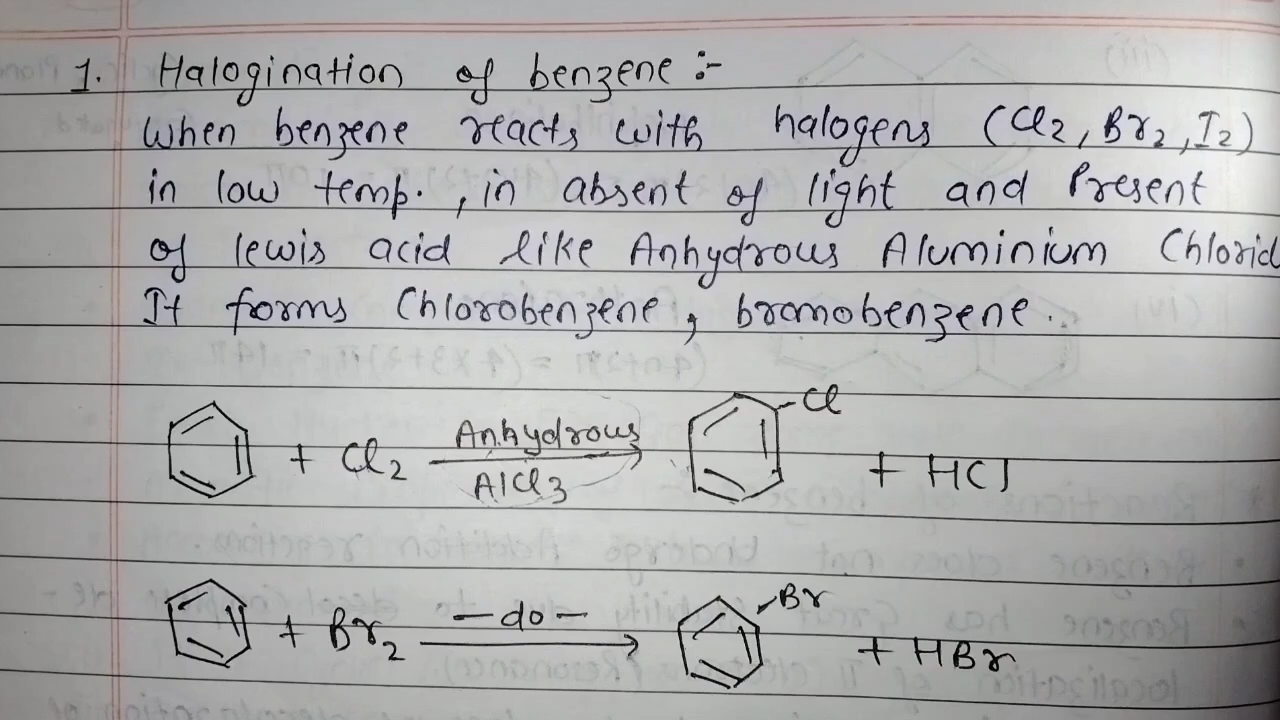 1. Halogination of benzene :-
When benzene reacts with halogens (Cl2, Br2, I2)
in low temp. , in absent of light and Present
of lewis acid like Anhydrous Aluminium Chlorid
It forms Chlorobenzene, bromobenzene.
+ Cl2 Anhydrous AlCl3 Cl + HCl
+ Br2 — do — Br + HBr